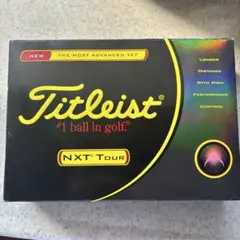 NEW
THE MOST ADVANCED YET
Titleist®
"#1 ball in golf."
NXT® TOUR
LONGER
DISTANCE
WITH HIGH
PERFORMANCE
CONTROL